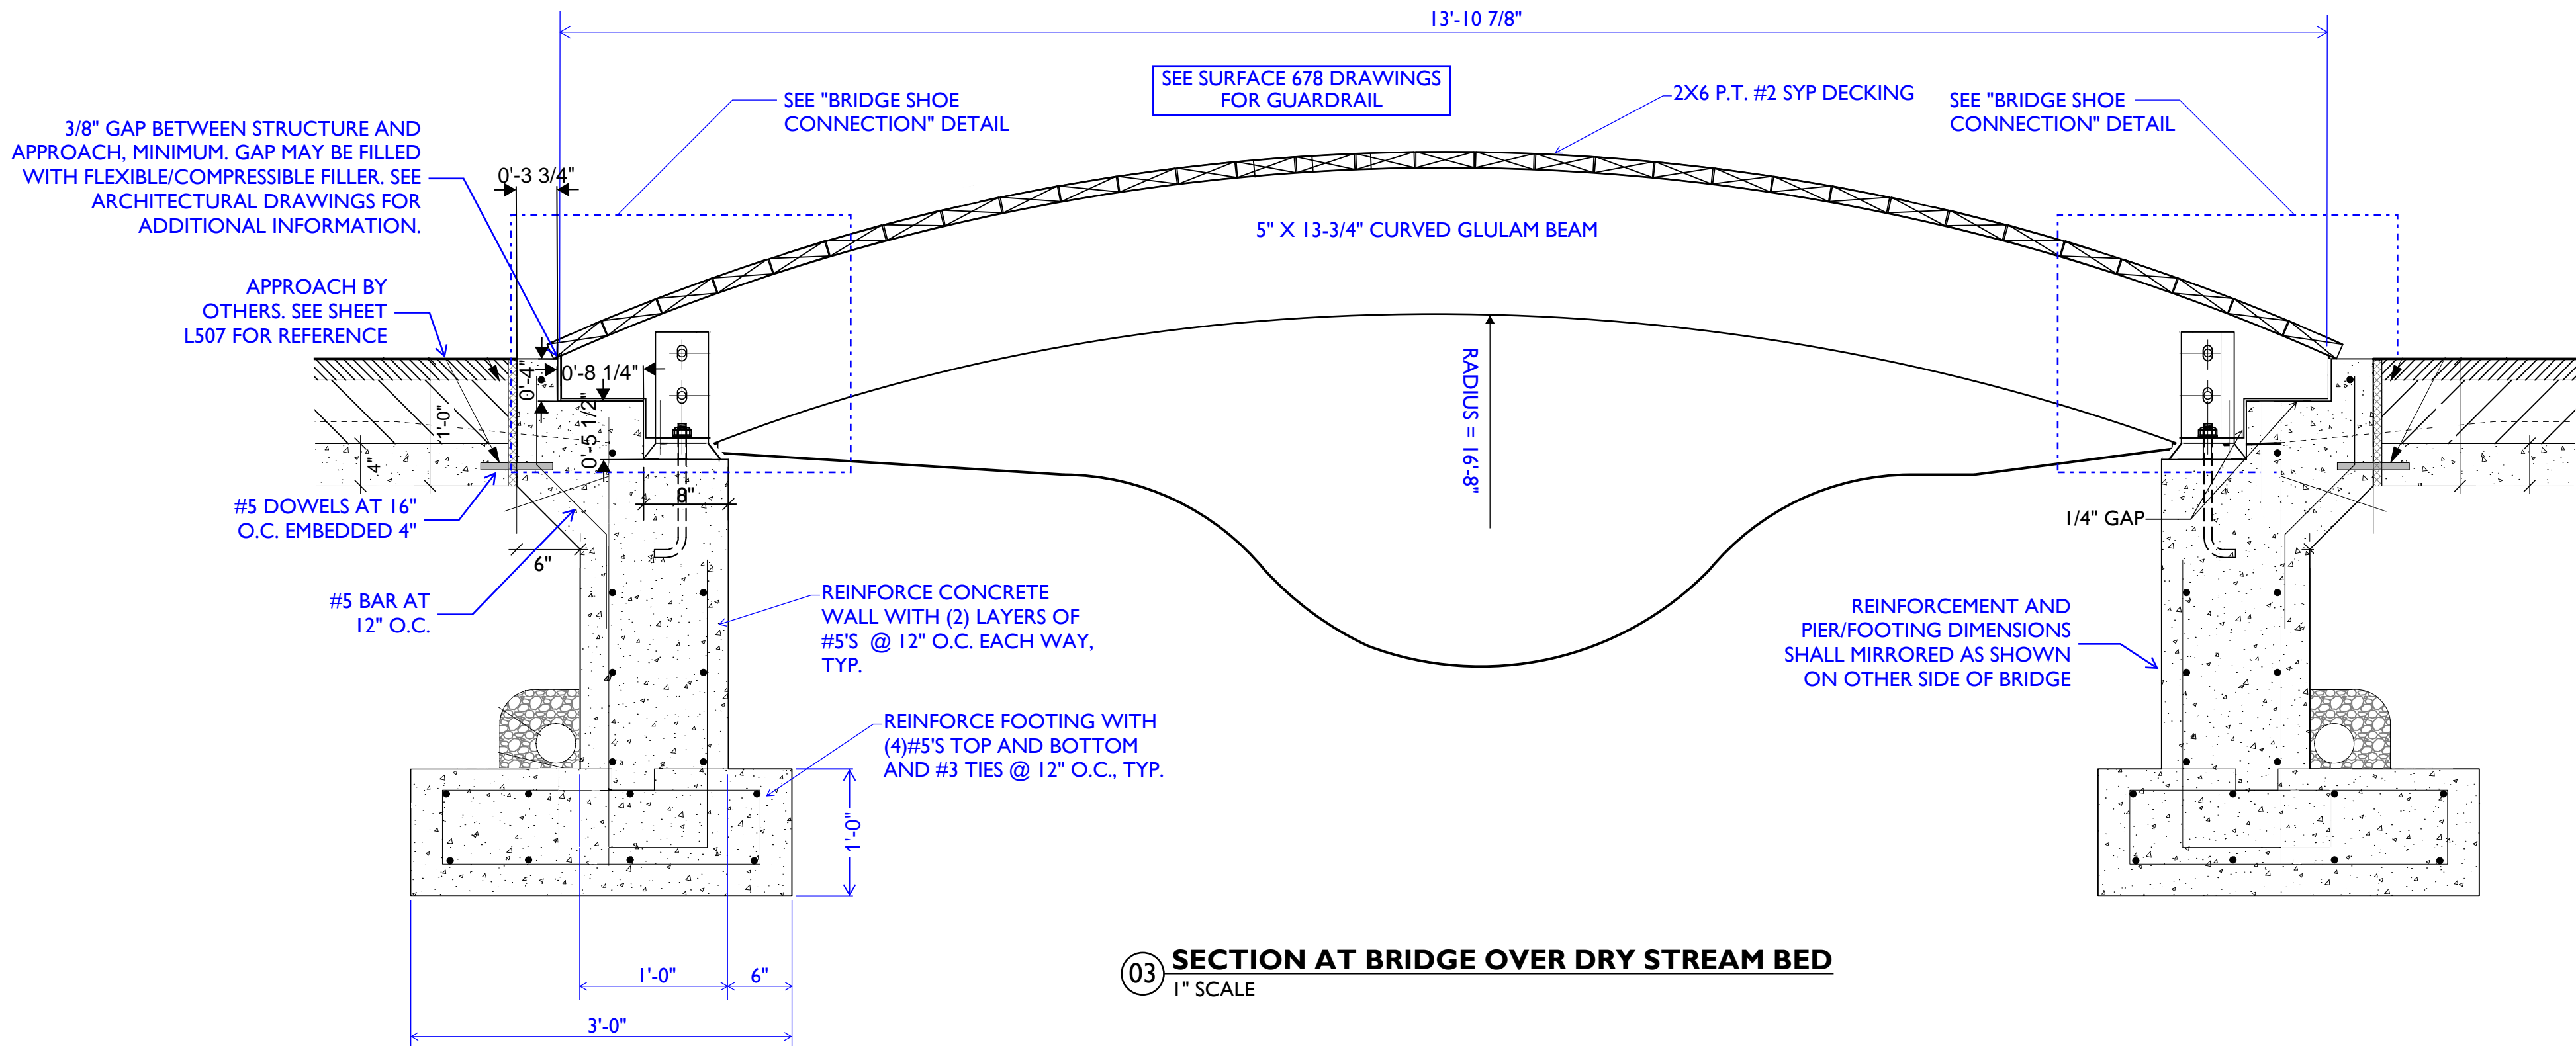 13'-10 7/8"
SEE SURFACE 678 DRAWINGS
FOR GUARDRAIL
SEE "BRIDGE SHOE
CONNECTION" DETAIL
2X6 P.T. #2 SYP DECKING
SEE "BRIDGE SHOE
CONNECTION" DETAIL
3/8" GAP BETWEEN STRUCTURE AND
APPROACH, MINIMUM. GAP MAY BE FILLED
WITH FLEXIBLE/COMPRESSIBLE FILLER. SEE
ARCHITECTURAL DRAWINGS FOR
ADDITIONAL INFORMATION.
0'-3 3/4"
5" X 13-3/4" CURVED GLULAM BEAM
APPROACH BY
OTHERS. SEE SHEET
L507 FOR REFERENCE
0'-4"
0'-8 1/4"
0'-5 1/2"
1'-0"
4"
RADIUS = 16'-8"
8"
#5 DOWELS AT 16"
O.C. EMBEDDED 4"
6"
1/4" GAP
#5 BAR AT
12" O.C.
REINFORCE CONCRETE
WALL WITH (2) LAYERS OF
#5'S @ 12" O.C. EACH WAY,
TYP.
REINFORCEMENT AND
PIER/FOOTING DIMENSIONS
SHALL MIRRORED AS SHOWN
ON OTHER SIDE OF BRIDGE
REINFORCE FOOTING WITH
(4)#5'S TOP AND BOTTOM
AND #3 TIES @ 12" O.C., TYP.
1'-0"
1'-0"
6"
3'-0"
03 SECTION AT BRIDGE OVER DRY STREAM BED
1" SCALE